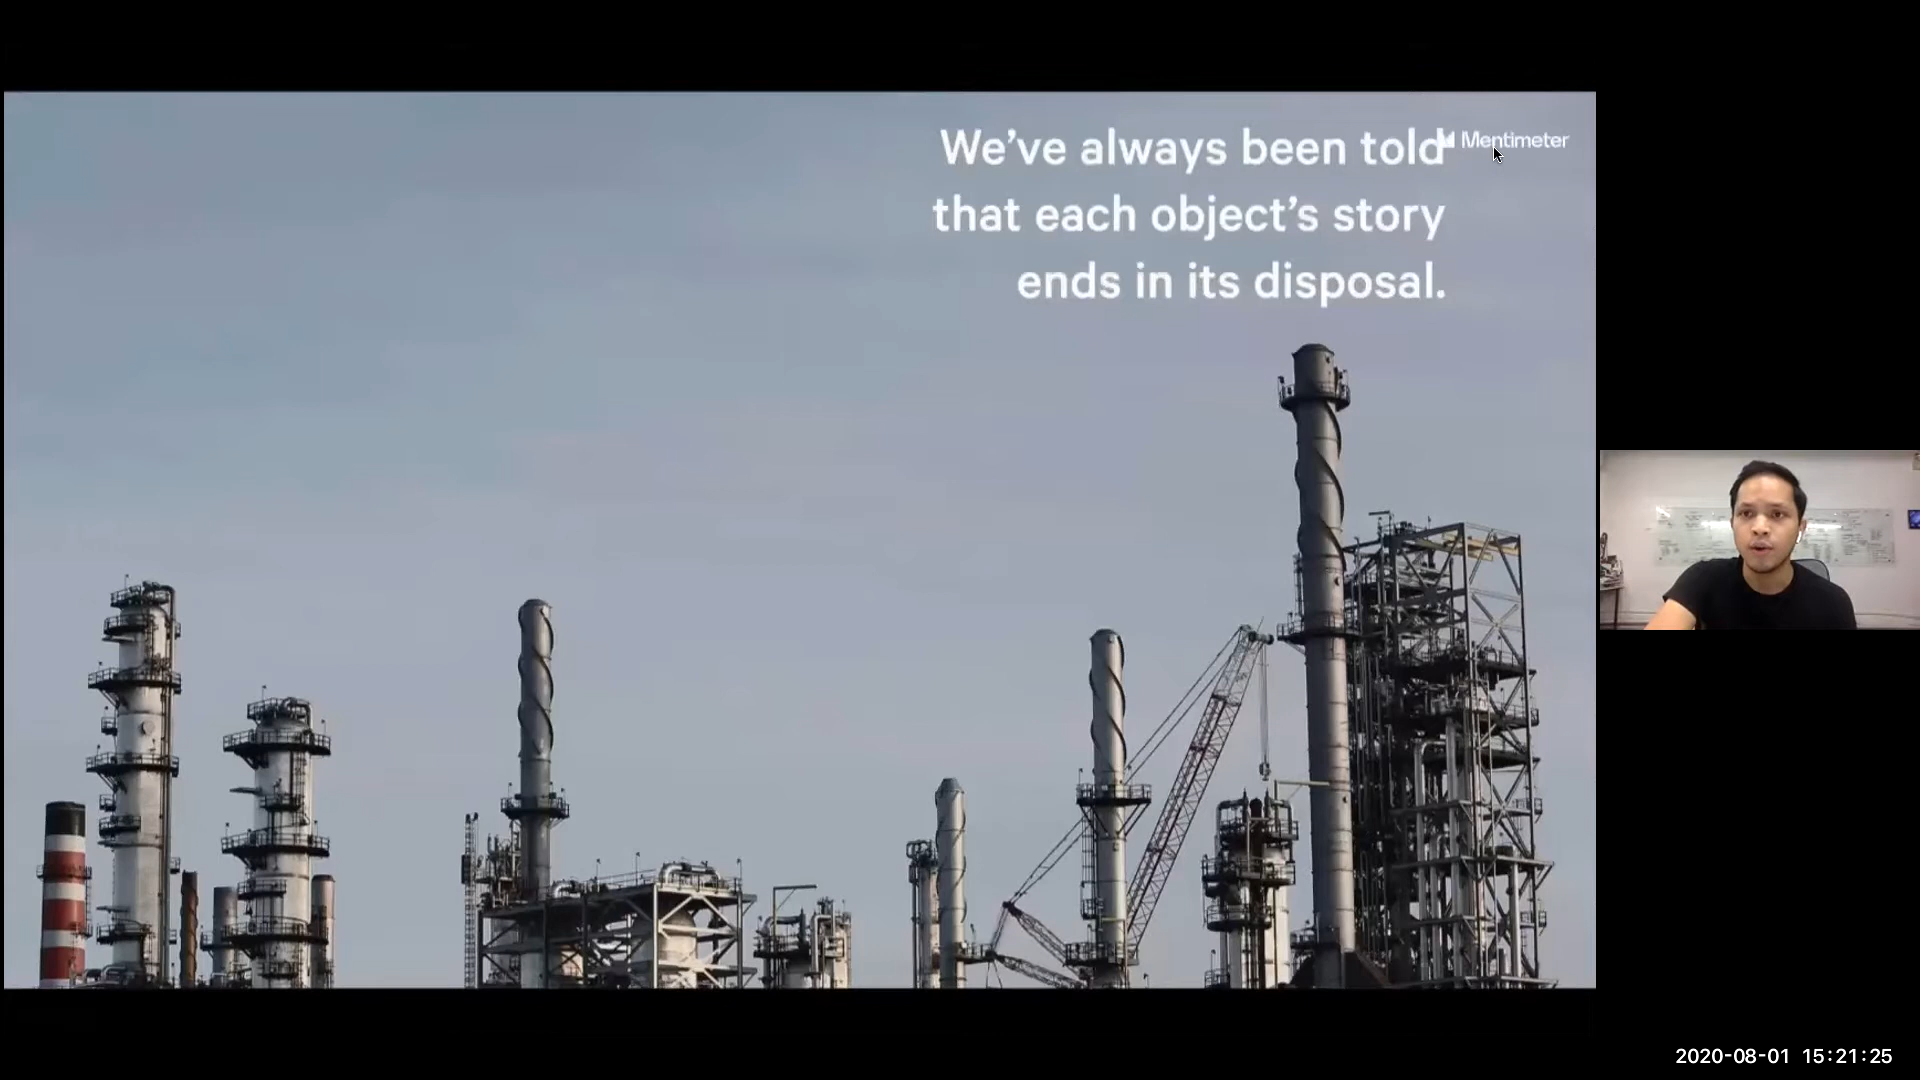 We've always been told
Mentimeter
that each object's story
ends in its disposal.
2020-08-01 15:21:25